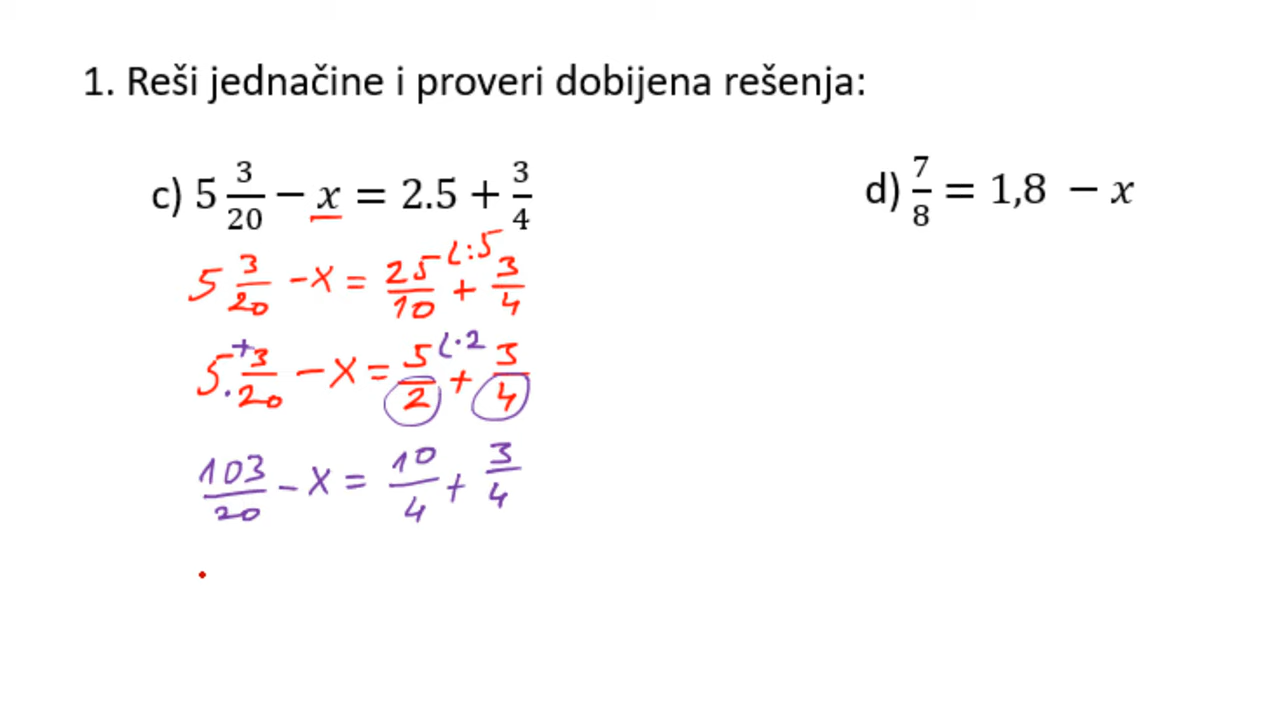 1. Reši jednačine i proveri dobijena rešenja:
c) 5 3/20 − x = 2.5 + 3/4
d) 7/8 = 1,8 − x
5 3/20 − x = 25/10 (:5 + 3/4
5 · + 3/20 − x = 5/2 (·2 + 3/4
103/20 − x = 10/4 + 3/4